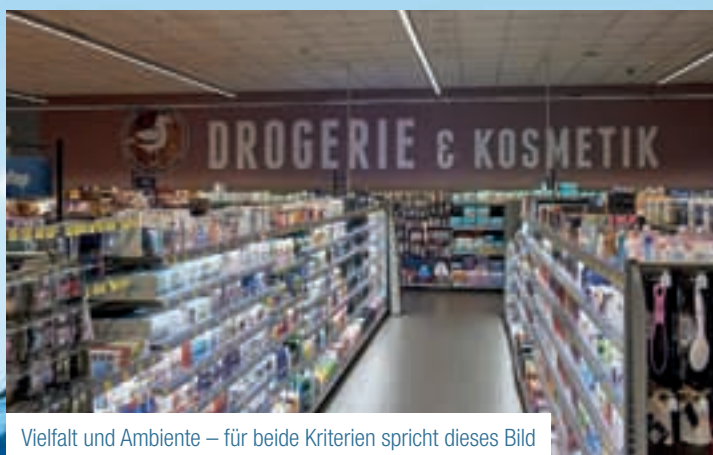 DROGERIE & KOSMETIK
Vielfalt und Ambiente – für beide Kriterien spricht dieses Bild